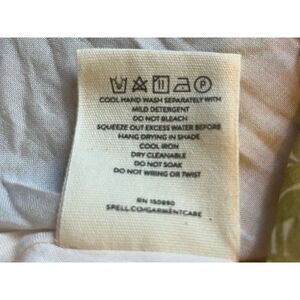 COOL HAND WASH SEPARATELY WITH
MILD DETERGENT
DO NOT BLEACH
SQUEEZE OUT EXCESS WATER BEFORE
HANG DRYING IN SHADE
COOL IRON
DRY CLEANABLE
DO NOT SOAK
DO NOT WRING OR TWIST
RN 150890
SPELL.CO/GARMENTCARE